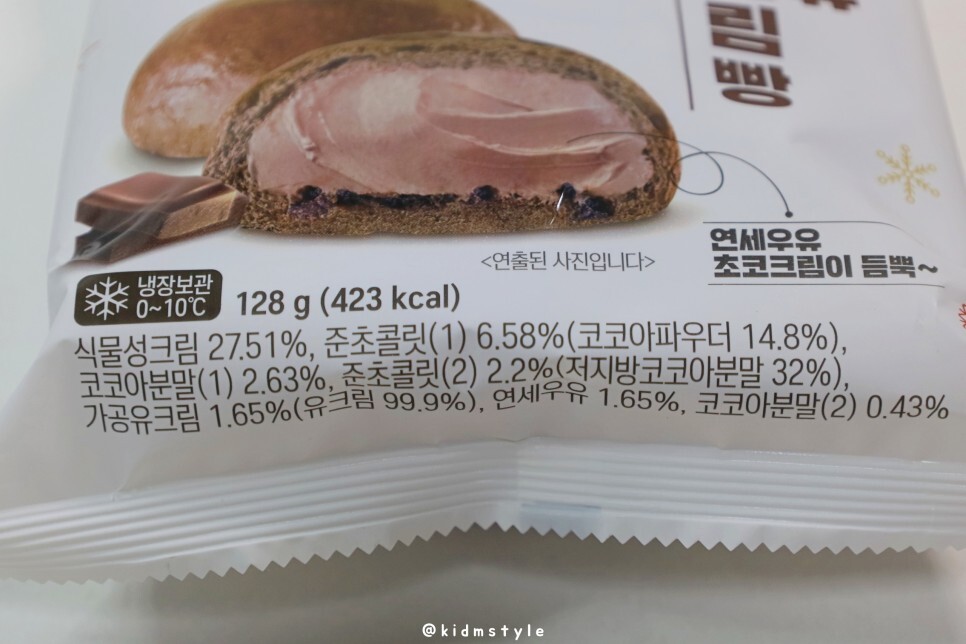 림빵
연세우유
초코크림이 듬뿍~
<연출된 사진입니다>
냉장보관
0~10℃
128 g (423 kcal)
식물성크림 27.51%, 준초콜릿(1) 6.58%(코코아파우더 14.8%),
코코아분말(1) 2.63%, 준초콜릿(2) 2.2%(저지방코코아분말 32%),
가공유크림 1.65%(유크림 99.9%), 연세우유 1.65%, 코코아분말(2) 0.43%
@kidmstyle